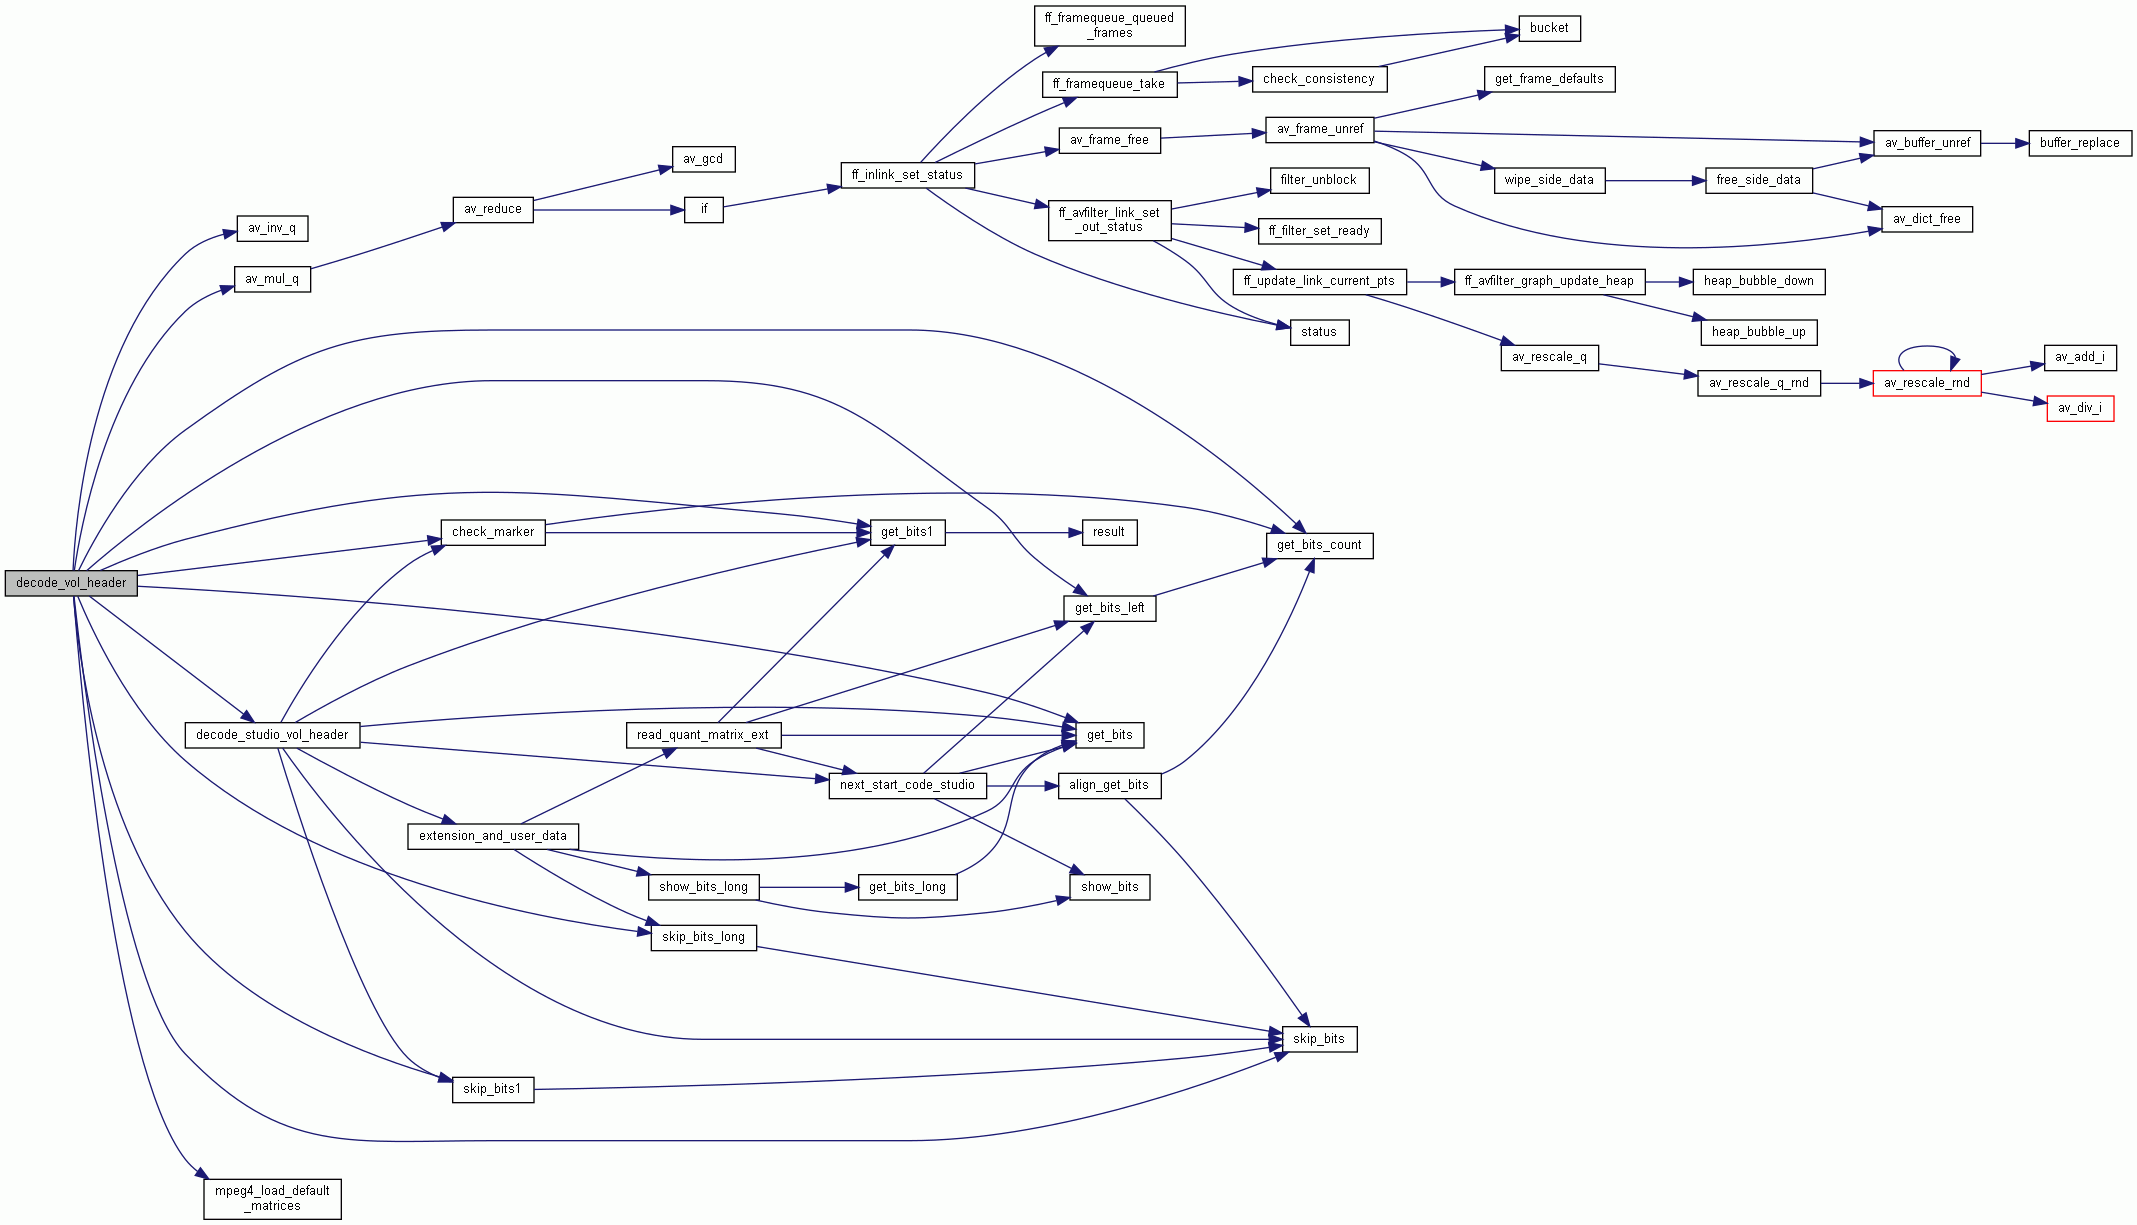 ff_framequeue_queued
_frames
bucket
ff_framequeue_take
check_consistency
get_frame_defaults
av_frame_free
av_frame_unref
av_buffer_unref
buffer_replace
av_gcd
ff_inlink_set_status
filter_unblock
wipe_side_data
free_side_data
av_reduce
if
ff_avfilter_link_set
_out_status
ff_filter_set_ready
av_dict_free
av_inv_q
av_mul_q
ff_update_link_current_pts
ff_avfilter_graph_update_heap
heap_bubble_down
status
heap_bubble_up
av_rescale_q
av_rescale_q_rnd
av_rescale_rnd
av_add_i
av_div_i
check_marker
get_bits1
result
get_bits_count
decode_vol_header
get_bits_left
decode_studio_vol_header
read_quant_matrix_ext
get_bits
next_start_code_studio
align_get_bits
extension_and_user_data
show_bits_long
get_bits_long
show_bits
skip_bits_long
skip_bits
skip_bits1
mpeg4_load_default
_matrices